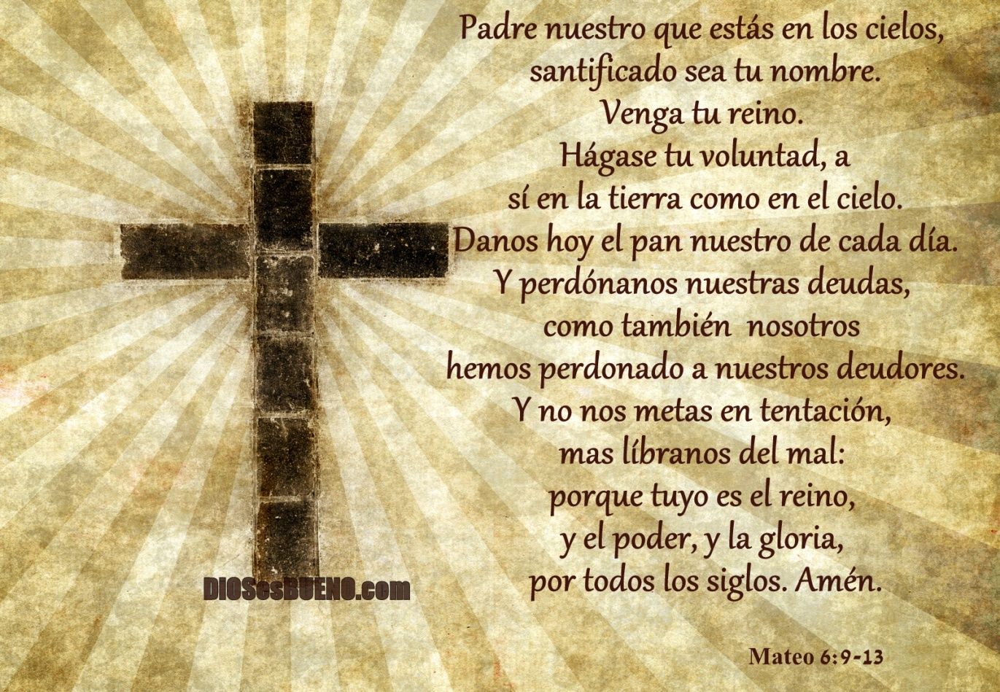 Padre nuestro que estás en los cielos,
santificado sea tu nombre.
Venga tu reino.
Hágase tu voluntad, a
sí en la tierra como en el cielo.
Danos hoy el pan nuestro de cada día.
Y perdónanos nuestras deudas,
como también  nosotros
hemos perdonado a nuestros deudores.
Y no nos metas en tentación,
mas líbranos del mal:
porque tuyo es el reino,
y el poder, y la gloria,
por todos los siglos. Amén.
DIOSesBUENO.com
Mateo 6:9-13